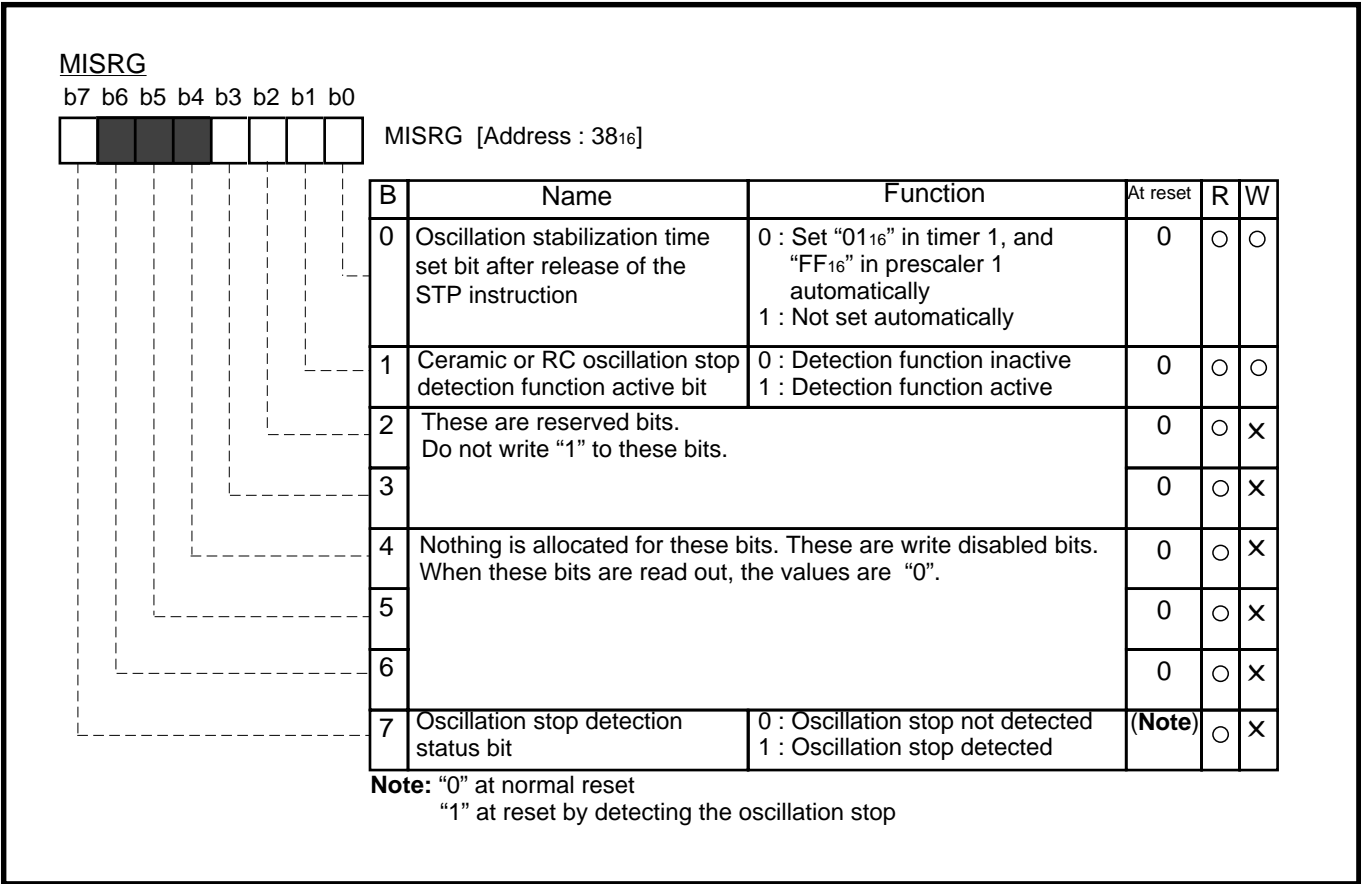 MISRG
b7 b6 b5 b4 b3 b2 b1 b0
MISRG [Address : 3816]
B Name Function At reset R W
0 Oscillation stabilization time set bit after release of the STP instruction 0 : Set “0116” in timer 1, and “FF16” in prescaler 1 automatically 1 : Not set automatically 0 ○ ○
1 Ceramic or RC oscillation stop detection function active bit 0 : Detection function inactive 1 : Detection function active 0 ○ ○
2 These are reserved bits. Do not write “1” to these bits. 0 ○ ×
3 0 ○ ×
4 Nothing is allocated for these bits. These are write disabled bits. When these bits are read out, the values are “0”. 0 ○ ×
5 0 ○ ×
6 0 ○ ×
7 Oscillation stop detection status bit 0 : Oscillation stop not detected 1 : Oscillation stop detected (Note) ○ ×
Note: “0” at normal reset
“1” at reset by detecting the oscillation stop